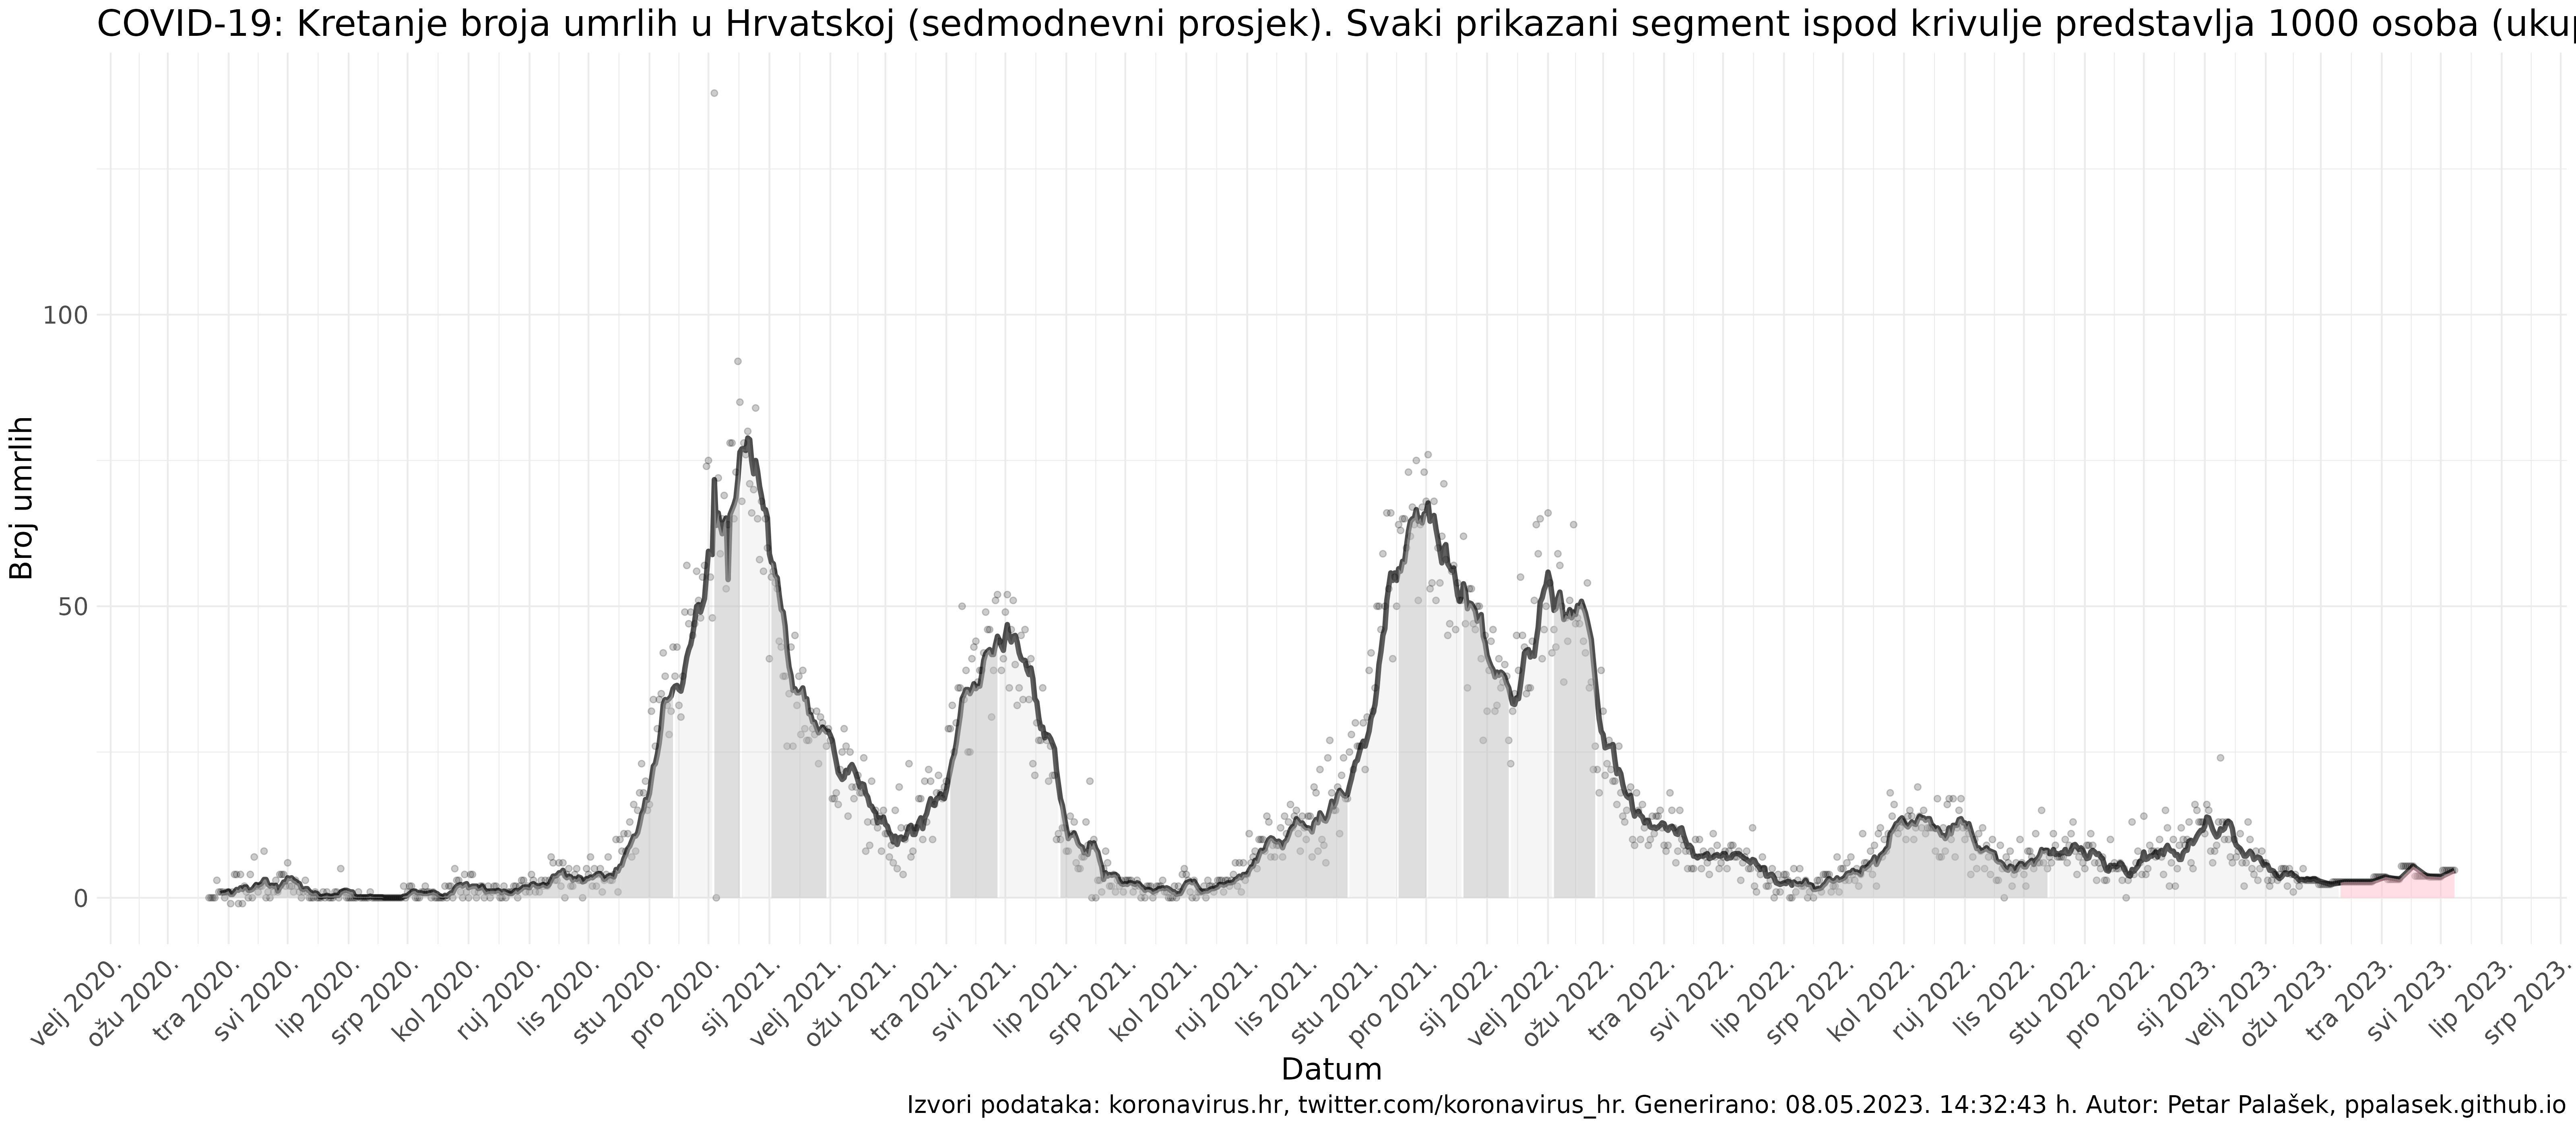 COVID-19: Kretanje broja umrlih u Hrvatskoj (sedmodnevni prosjek). Svaki prikazani segment ispod krivulje predstavlja 1000 osoba (ukup
Broj umrlih
100
50
0
velj 2020.
ožu 2020.
tra 2020.
svi 2020.
lip 2020.
srp 2020.
kol 2020.
ruj 2020.
lis 2020.
stu 2020.
pro 2020.
sij 2021.
velj 2021.
ožu 2021.
tra 2021.
svi 2021.
lip 2021.
srp 2021.
kol 2021.
ruj 2021.
lis 2021.
stu 2021.
pro 2021.
sij 2022.
velj 2022.
ožu 2022.
tra 2022.
svi 2022.
lip 2022.
srp 2022.
kol 2022.
ruj 2022.
lis 2022.
stu 2022.
pro 2022.
sij 2023.
velj 2023.
ožu 2023.
tra 2023.
svi 2023.
lip 2023.
srp 2023.
Datum
Izvori podataka: koronavirus.hr, twitter.com/koronavirus_hr. Generirano: 08.05.2023. 14:32:43 h. Autor: Petar Palašek, ppalasek.github.io